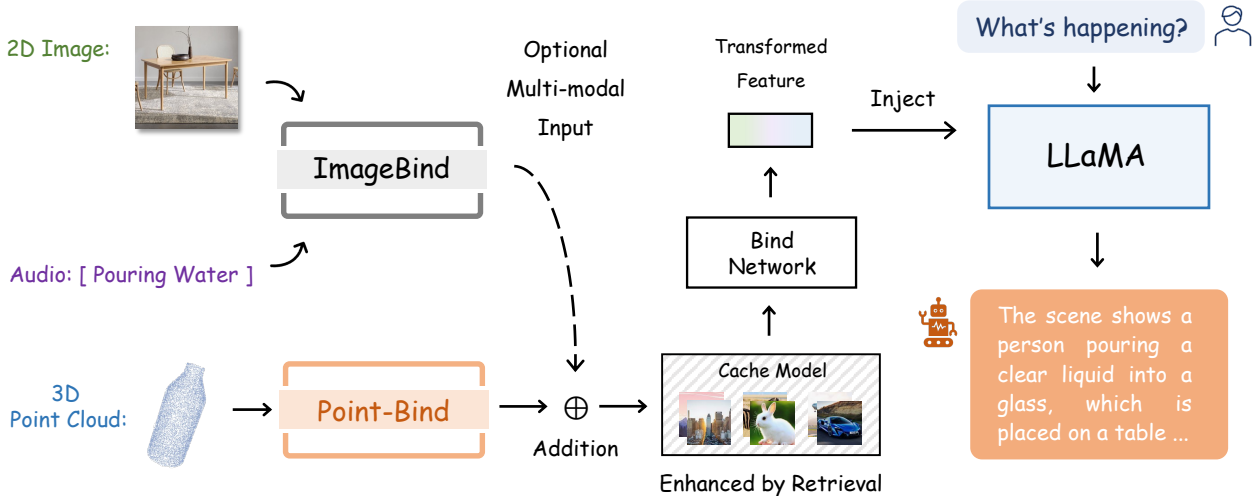 2D Image:
Optional
Multi-modal
Input
Transformed
Feature
What's happening?
Inject
ImageBind
LLaMA
Audio: [ Pouring Water ]
Bind
Network
3D
Point Cloud:
Point-Bind
Addition
Cache Model
Enhanced by Retrieval
The scene shows a
person pouring a
clear liquid into a
glass, which is
placed on a table ...